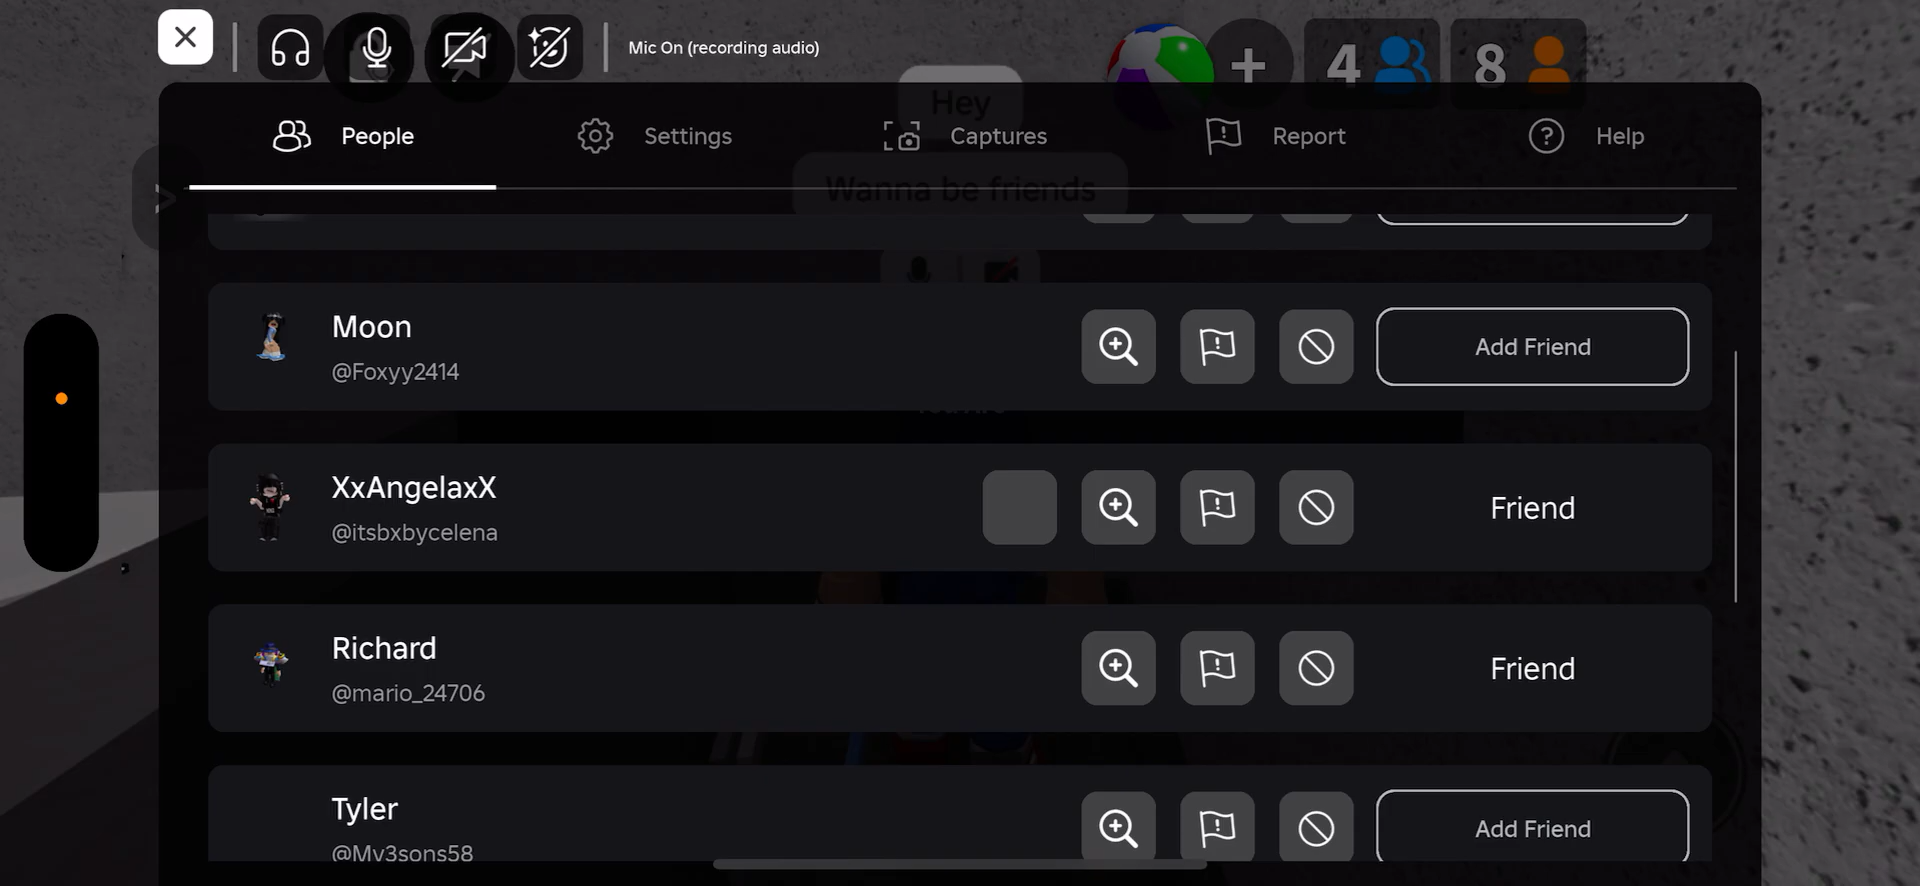 Mic On (recording audio)
4
8
Hey
People
Settings
Captures
Report
Help
Wanna be friends
Moon
@Foxyy2414
Add Friend
XxAngelaxX
@itsbxbycelena
Friend
Richard
@mario_24706
Friend
Tyler
@Mv3sons58
Add Friend